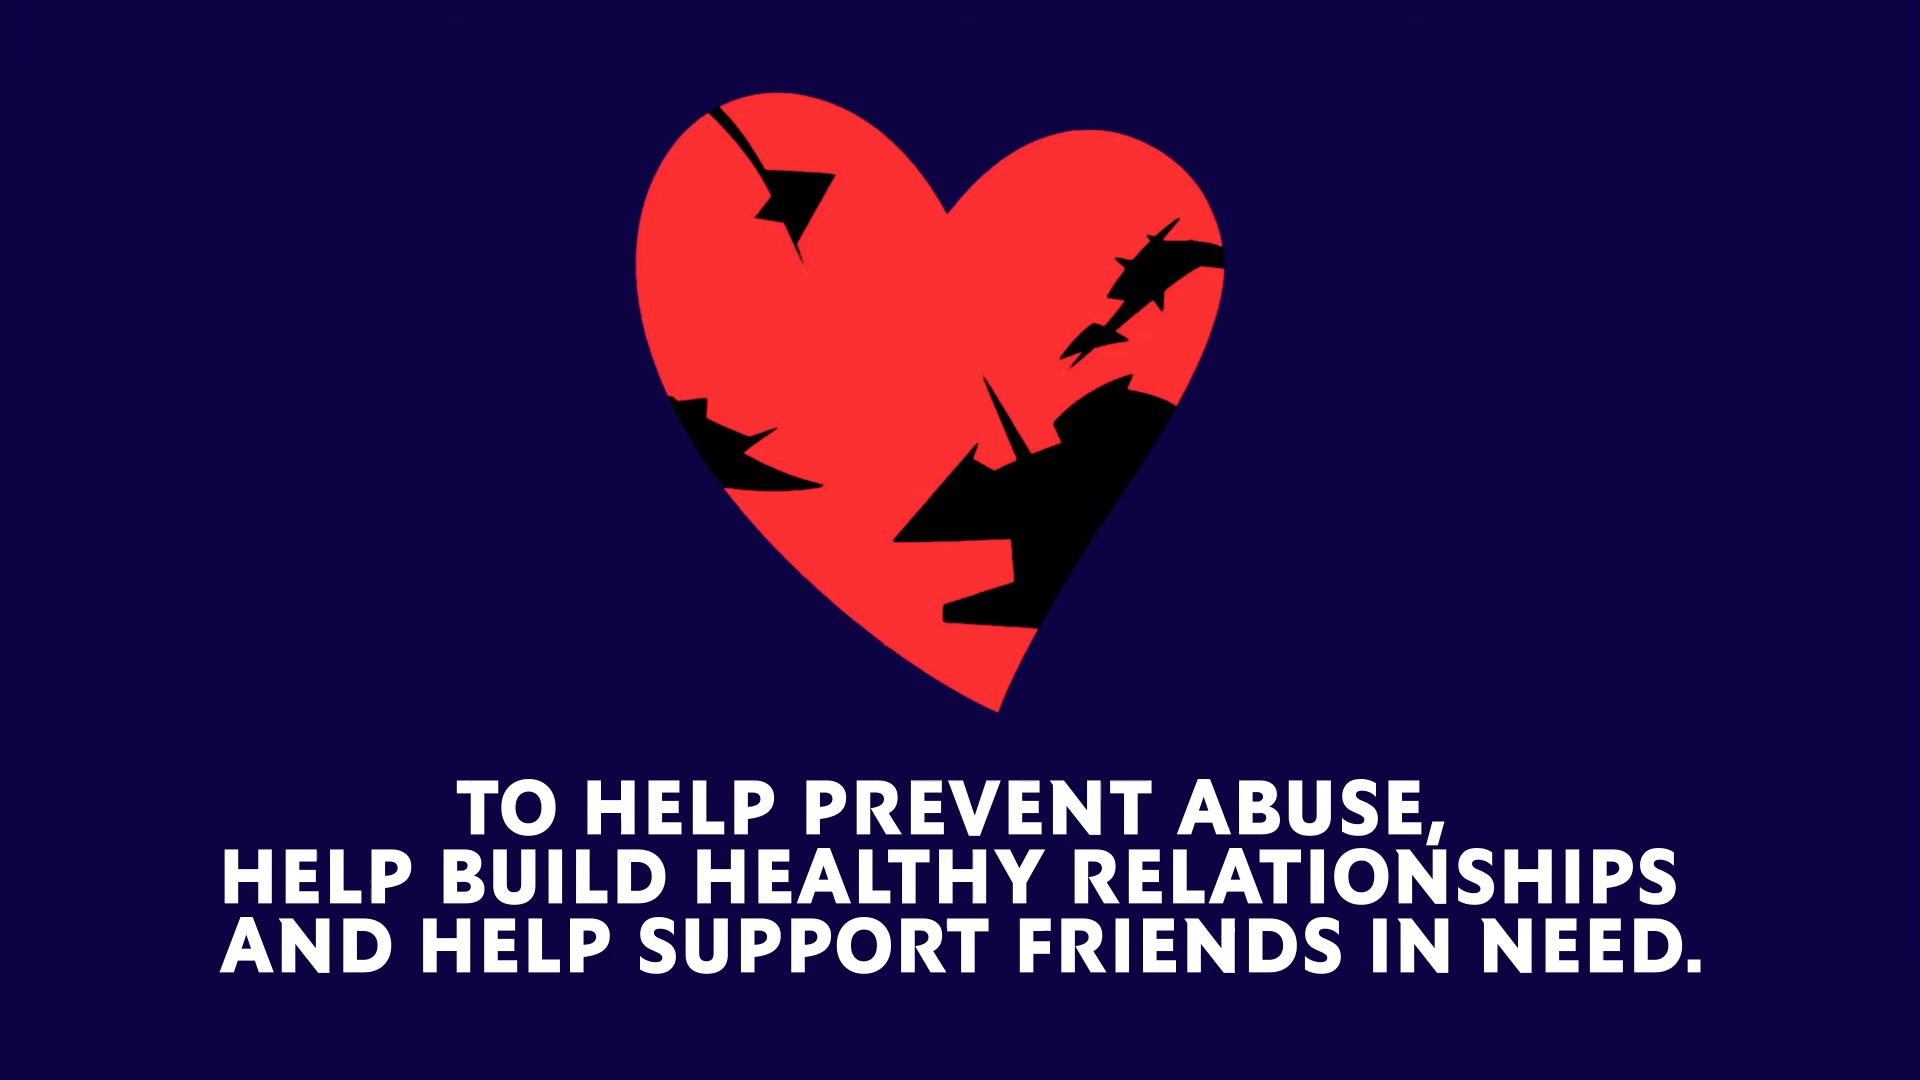 TO HELP PREVENT ABUSE,
HELP BUILD HEALTHY RELATIONSHIPS
AND HELP SUPPORT FRIENDS IN NEED.